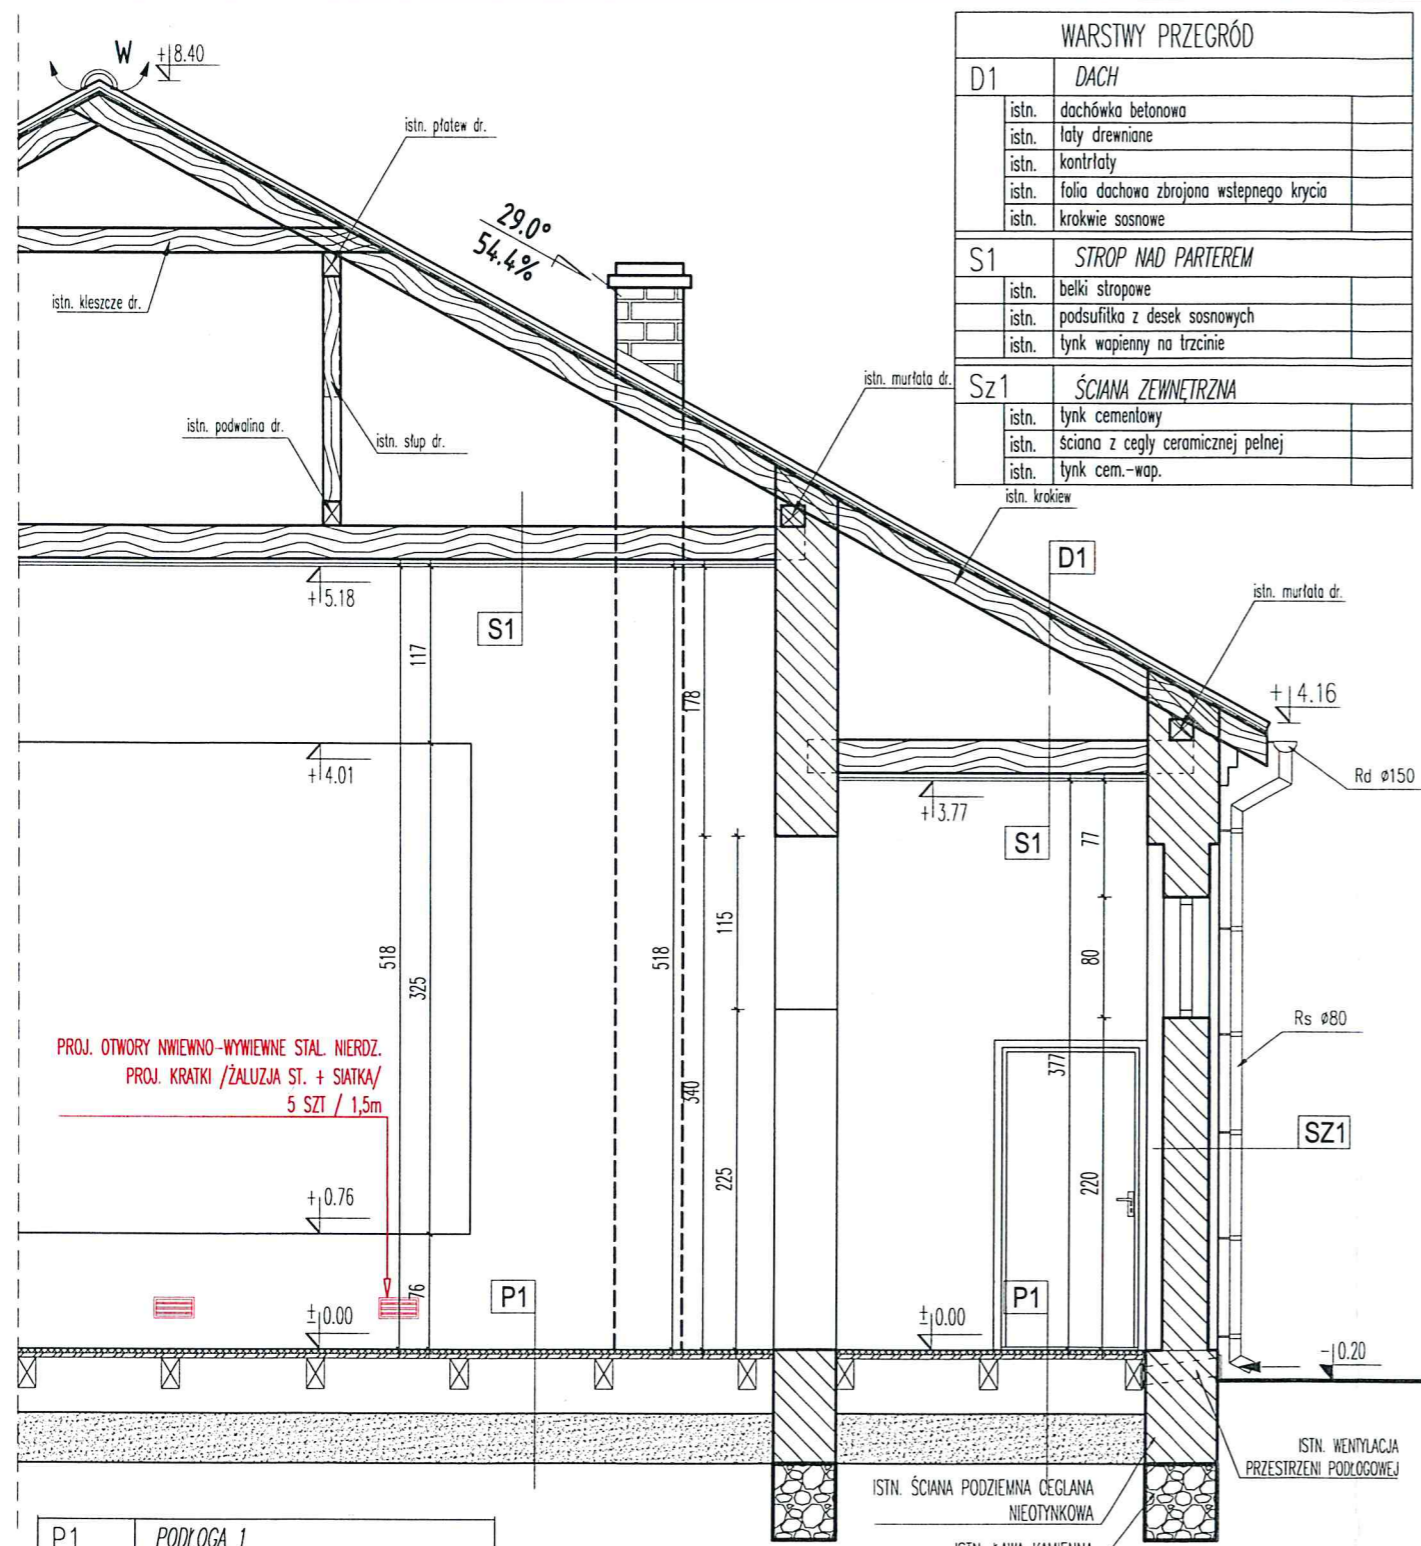 W
+8.40
istn. płatew dr.
29.0°
54.4%
istn. kleszcze dr.
istn. podwalina dr.
istn. słup dr.
istn. murłata dr.
istn. krokiew
WARSTWY PRZEGRÓD
D1 DACH
istn. dachówka betonowa
istn. łaty drewniane
istn. kontrłaty
istn. folia dachowa zbrojona wstepnego krycia
istn. krokwie sosnowe
S1 STROP NAD PARTEREM
istn. belki stropowe
istn. podsufitka z desek sosnowych
istn. tynk wapienny na trzcinie
Sz1 ŚCIANA ZEWNĘTRZNA
istn. tynk cementowy
istn. ściana z cegły ceramicznej pełnej
istn. tynk cem.-wap.
D1
istn. murłata dr.
+4.16
Rd ø150
+5.18
S1
117
178
+4.01
+3.77
S1
77
115
518
325
518
80
Rs ø80
PROJ. OTWORY NWIEWNO-WYWIEWNE STAL. NIERDZ.
PROJ. KRATKI /ŻALUZJA ST. + SIATKA/
5 SZT / 1,5m
340
377
SZ1
225
220
+0.76
76
P1
P1
±0.00
±0.00
-0.20
ISTN. WENTYLACJA
PRZESTRZENI PODŁOGOWEJ
ISTN. ŚCIANA PODZIEMNA CEGLANA
NIEOTYNKOWA
ISTN. ŁAWA KAMIENNA
P1 PODŁOGA 1